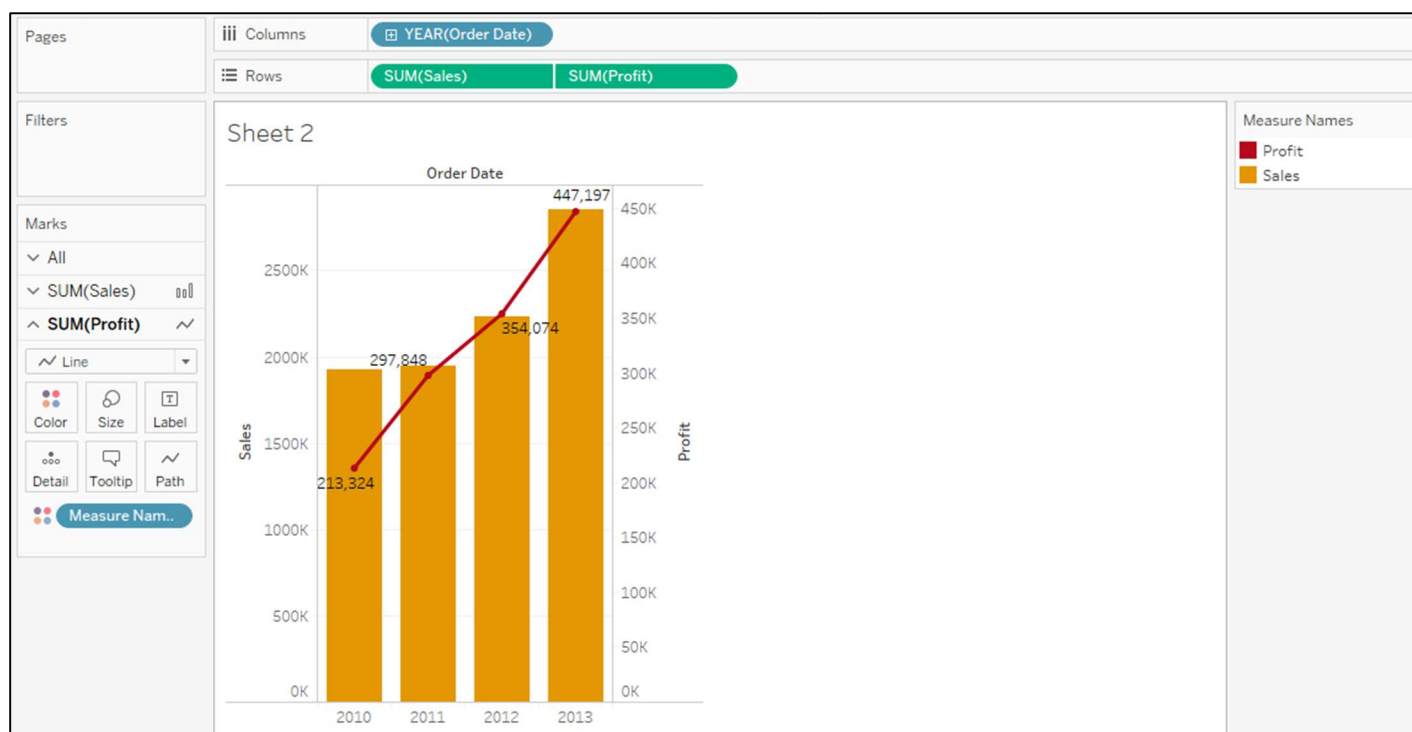 Pages
Columns
YEAR(Order Date)
Rows
SUM(Sales)
SUM(Profit)
Filters
Marks
All
SUM(Sales)
SUM(Profit)
Line
Color
Size
Label
Detail
Tooltip
Path
Measure Nam..
Sheet 2
Order Date
Sales
2500K
2000K
1500K
1000K
500K
0K
447,197
354,074
297,848
213,324
450K
400K
350K
300K
250K
200K
150K
100K
50K
0K
Profit
2010
2011
2012
2013
Measure Names
Profit
Sales